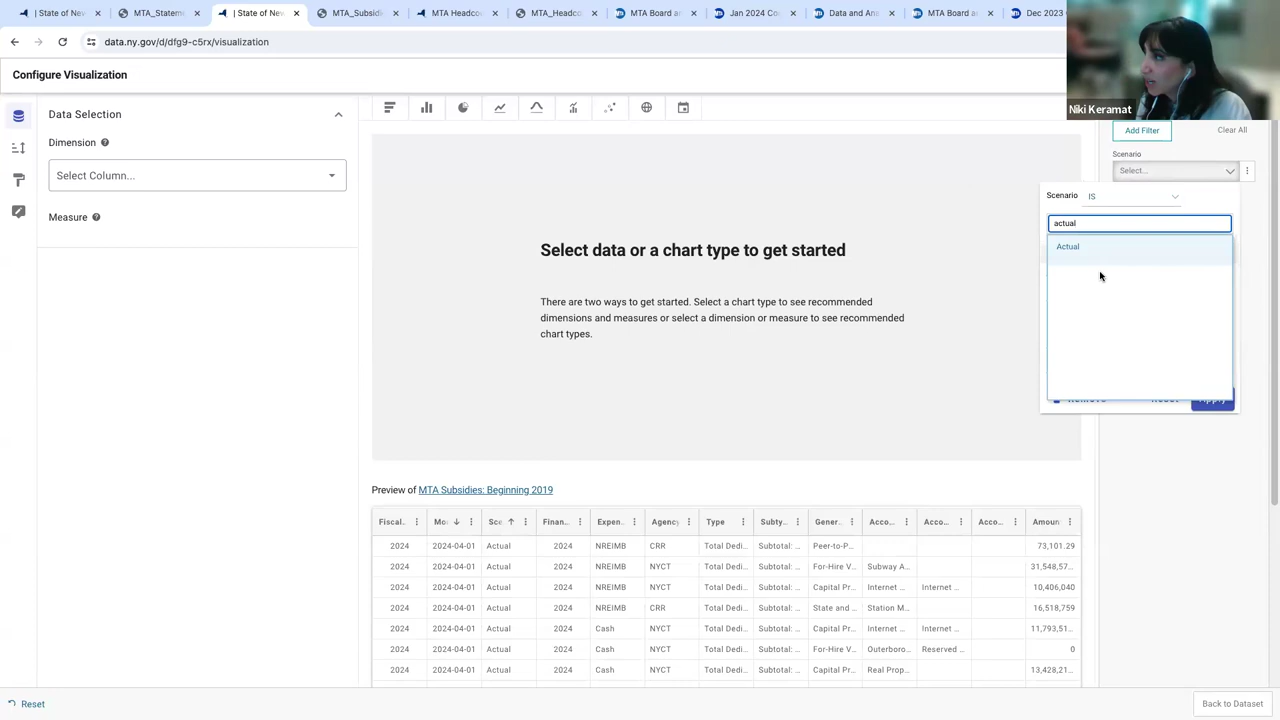 | State of Nev
MTA_Statem
| State of Nev
MTA_Subsidi
MTA Headco
MTA_Headco
MTA Board ar
Jan 2024 Co
Data and An
MTA Board ar
Dec 2023
data.ny.gov/d/dfg9-c5rx/visualization
Configure Visualization
Niki Keramat
Data Selection
Dimension
Select Column...
Measure
Add Filter
Clear All
Scenario
Select...
Scenario IS
actual
Actual
Reset
Apply
Select data or a chart type to get started
There are two ways to get started. Select a chart type to see recommended
dimensions and measures or select a dimension or measure to see recommended
chart types.
Preview of MTA Subsidies: Beginning 2019
Fiscal. Mo Sce Finan... Expen.. Agency Type Subty.. Gener.. Acco... Acco... Acco... Amoun
2024 2024-04-01 Actual 2024 NREIMB CRR Total Dedi... Subtotal: ... Peer-to-P... 73,101.29
2024 2024-04-01 Actual 2024 NREIMB NYCT Total Dedi... Subtotal: ... For-Hire V... Subway A... 31,548,57...
2024 2024-04-01 Actual 2024 NREIMB NYCT Total Dedi... Subtotal: ... Capital Pr... Internet ... Internet ... 10,406,040
2024 2024-04-01 Actual 2024 NREIMB CRR Total Dedi... Subtotal: ... State and ... Station M... 16,518,759
2024 2024-04-01 Actual 2024 Cash NYCT Total Dedi... Subtotal: ... Capital Pr... Internet ... Internet ... 11,793,51...
2024 2024-04-01 Actual 2024 Cash NYCT Total Dedi... Subtotal: ... For-Hire V... Outerboro... Reserved ... 0
2024 2024-04-01 Actual 2024 Cash NYCT Total Dedi... Subtotal: ... Capital Pr... Real Prop... 13,428,21...
Reset
Back to Dataset